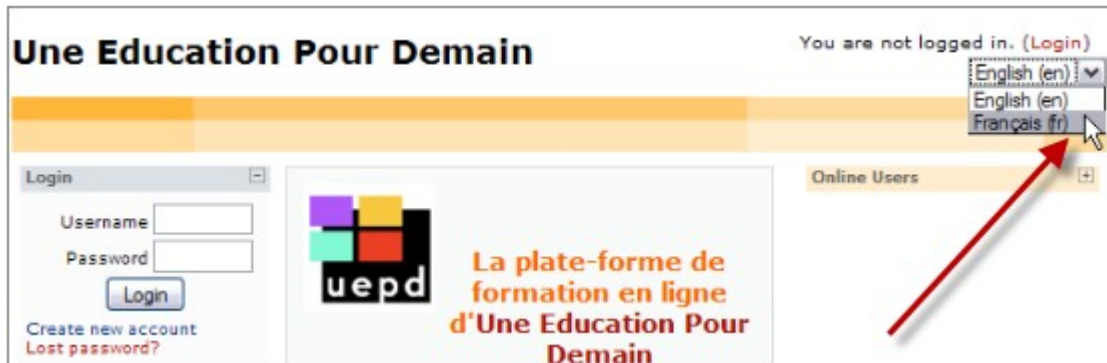 Une Education Pour Demain
You are not logged in. (Login)
English (en)
English (en)
Français (fr)
Login
Username
Password
Login
Create new account
Lost password?
uepd
La plate-forme de
formation en ligne
d'Une Education Pour
Demain
Online Users